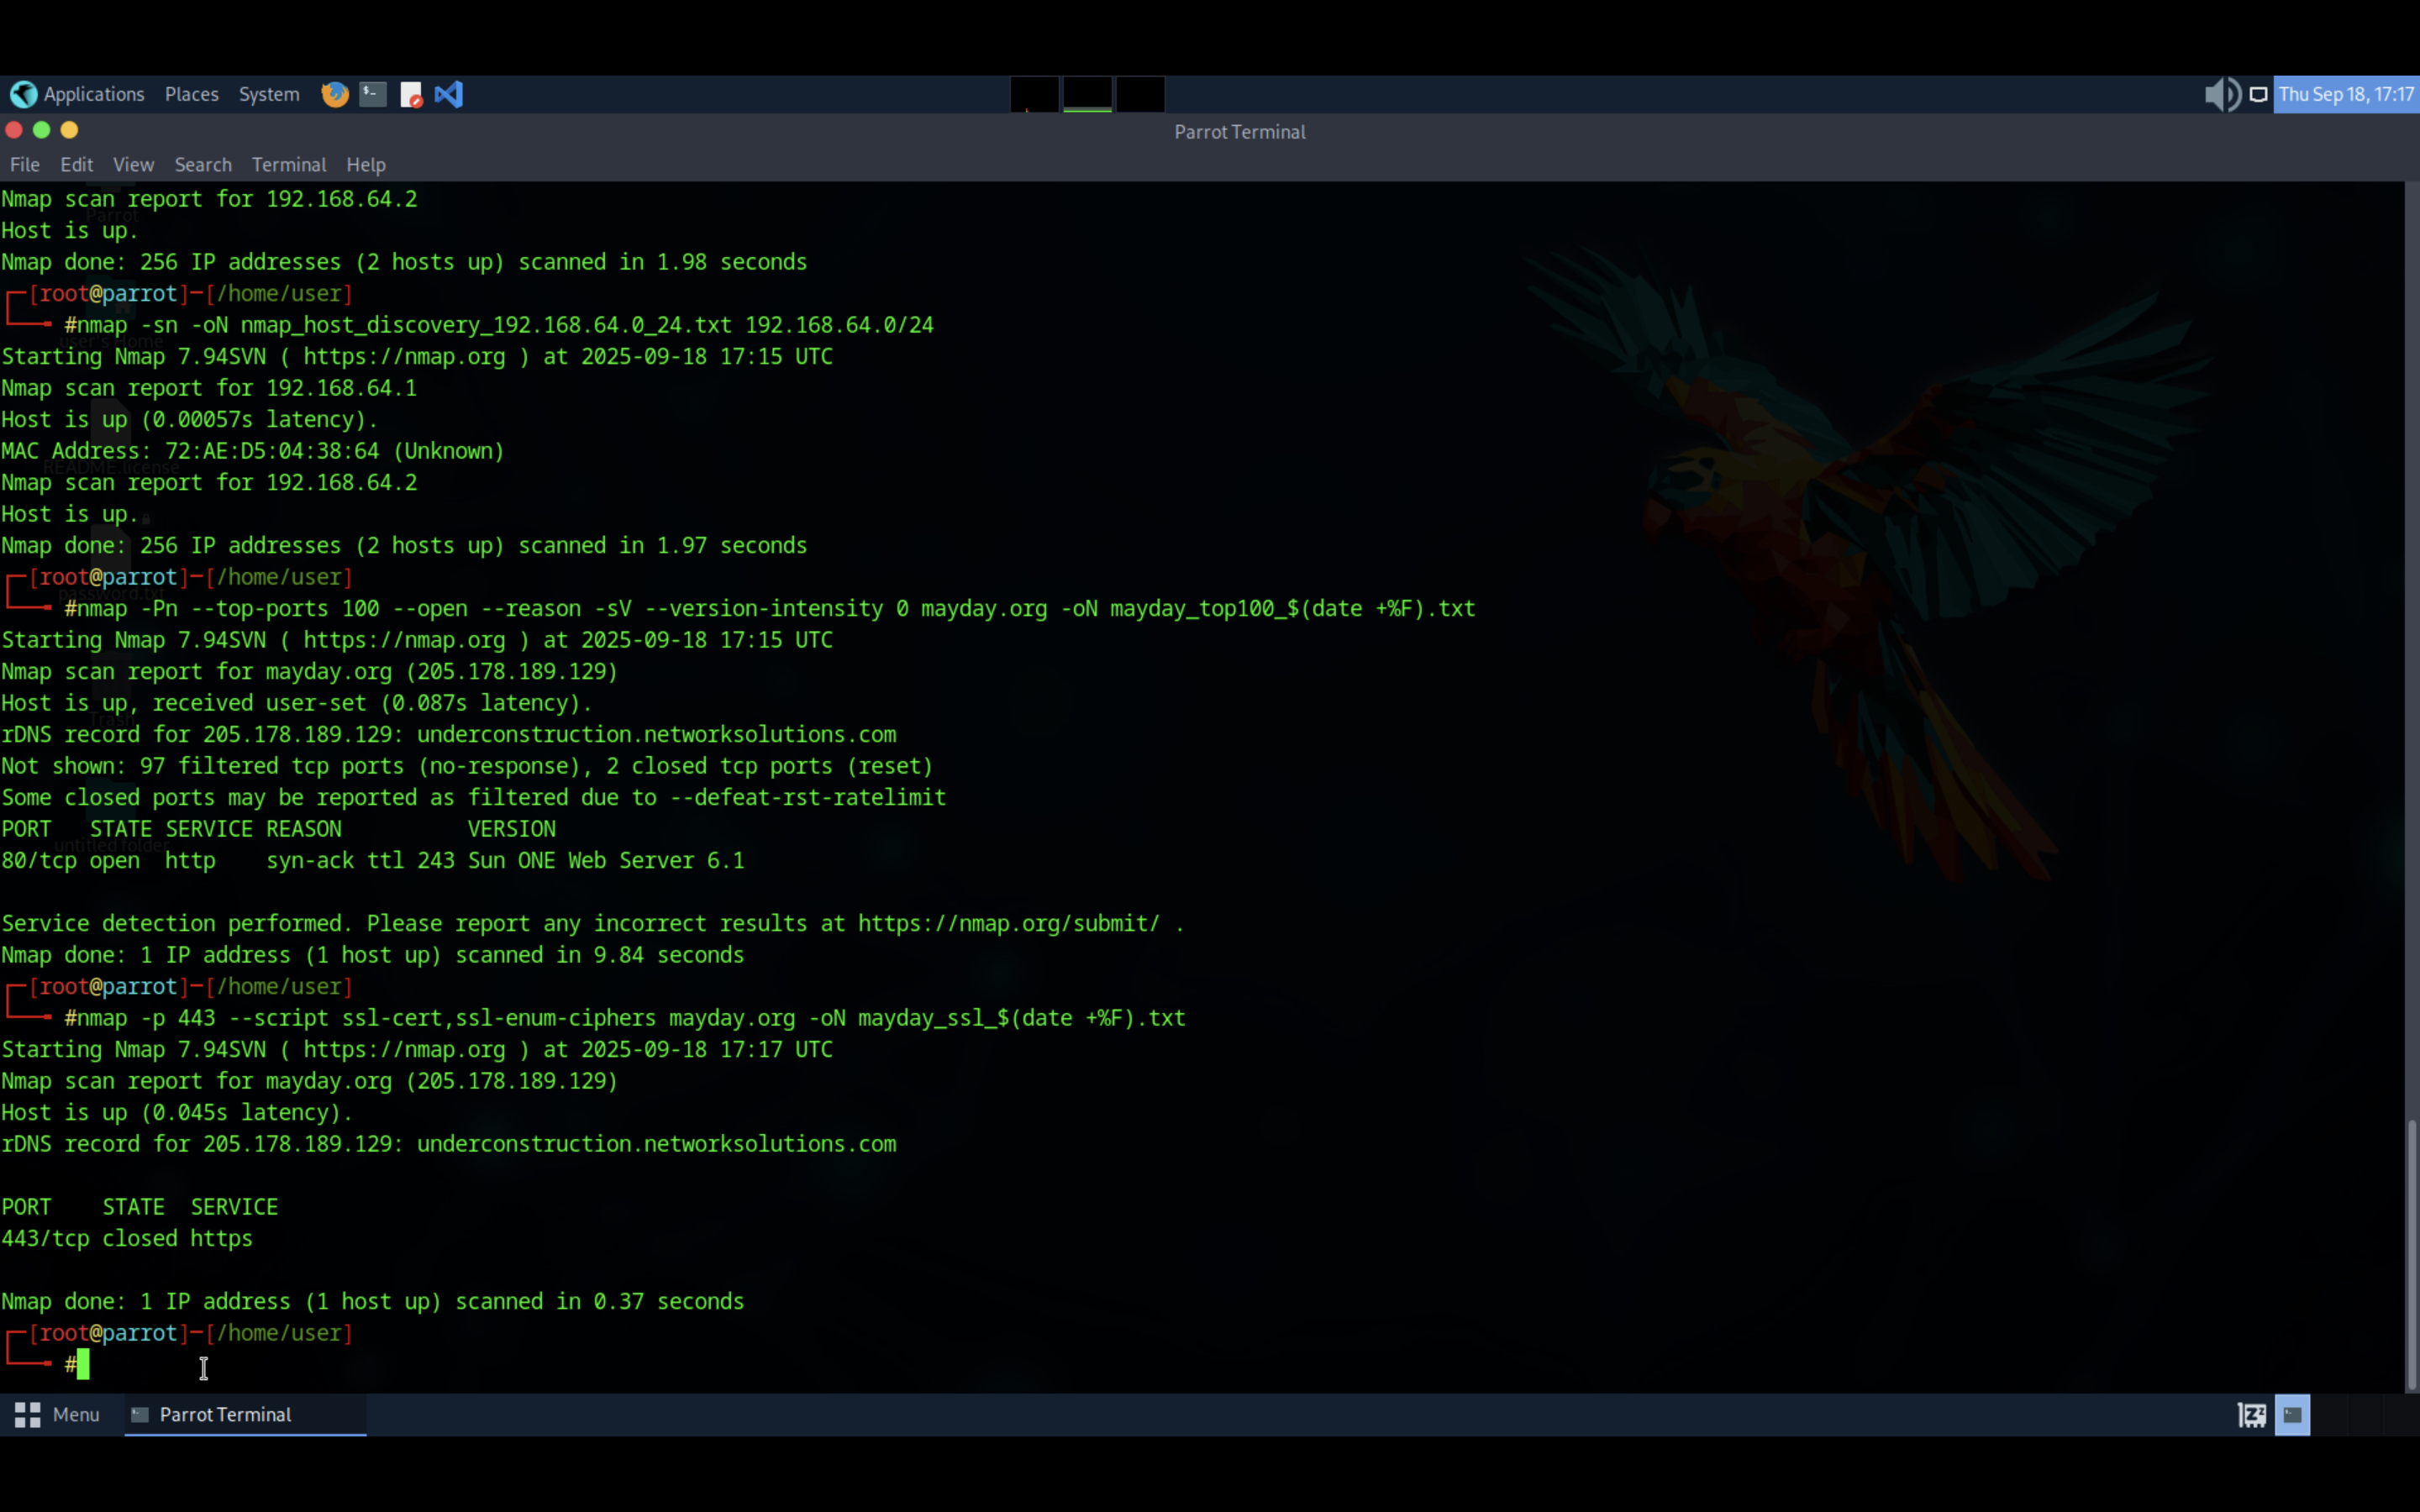 Applications Places System Thu Sep 18, 17:17
Parrot Terminal
File Edit View Search Terminal Help
Nmap scan report for 192.168.64.2
Host is up.
Nmap done: 256 IP addresses (2 hosts up) scanned in 1.98 seconds
[root@parrot]-[/home/user]
#nmap -sn -oN nmap_host_discovery_192.168.64.0_24.txt 192.168.64.0/24
Starting Nmap 7.94SVN ( https://nmap.org ) at 2025-09-18 17:15 UTC
Nmap scan report for 192.168.64.1
Host is up (0.00057s latency).
MAC Address: 72:AE:D5:04:38:64 (Unknown)
Nmap scan report for 192.168.64.2
Host is up.
Nmap done: 256 IP addresses (2 hosts up) scanned in 1.97 seconds
[root@parrot]-[/home/user]
#nmap -Pn --top-ports 100 --open --reason -sV --version-intensity 0 mayday.org -oN mayday_top100_$(date +%F).txt
Starting Nmap 7.94SVN ( https://nmap.org ) at 2025-09-18 17:15 UTC
Nmap scan report for mayday.org (205.178.189.129)
Host is up, received user-set (0.087s latency).
rDNS record for 205.178.189.129: underconstruction.networksolutions.com
Not shown: 97 filtered tcp ports (no-response), 2 closed tcp ports (reset)
Some closed ports may be reported as filtered due to --defeat-rst-ratelimit
PORT STATE SERVICE REASON VERSION
80/tcp open http syn-ack ttl 243 Sun ONE Web Server 6.1
Service detection performed. Please report any incorrect results at https://nmap.org/submit/ .
Nmap done: 1 IP address (1 host up) scanned in 9.84 seconds
[root@parrot]-[/home/user]
#nmap -p 443 --script ssl-cert,ssl-enum-ciphers mayday.org -oN mayday_ssl_$(date +%F).txt
Starting Nmap 7.94SVN ( https://nmap.org ) at 2025-09-18 17:17 UTC
Nmap scan report for mayday.org (205.178.189.129)
Host is up (0.045s latency).
rDNS record for 205.178.189.129: underconstruction.networksolutions.com
PORT STATE SERVICE
443/tcp closed https
Nmap done: 1 IP address (1 host up) scanned in 0.37 seconds
[root@parrot]-[/home/user]
#
Menu Parrot Terminal
Parrot
user's Home
README.license
password.txt
Trash
untitled folder